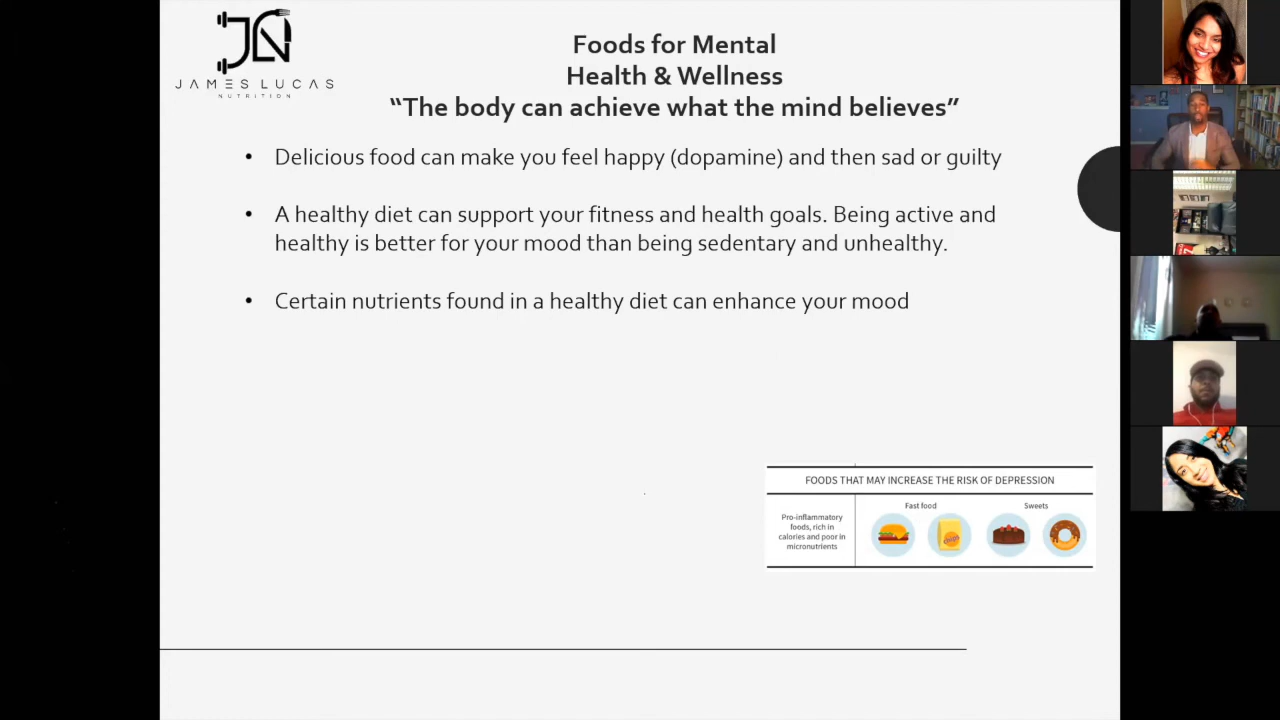 JAMES LUCAS
NUTRITION
Foods for Mental
Health & Wellness
“The body can achieve what the mind believes”
• Delicious food can make you feel happy (dopamine) and then sad or guilty
• A healthy diet can support your fitness and health goals. Being active and
healthy is better for your mood than being sedentary and unhealthy.
• Certain nutrients found in a healthy diet can enhance your mood
FOODS THAT MAY INCREASE THE RISK OF DEPRESSION
Pro-inflammatory
foods, rich in
calories and poor in
micronutrients
Fast food
Sweets
chips